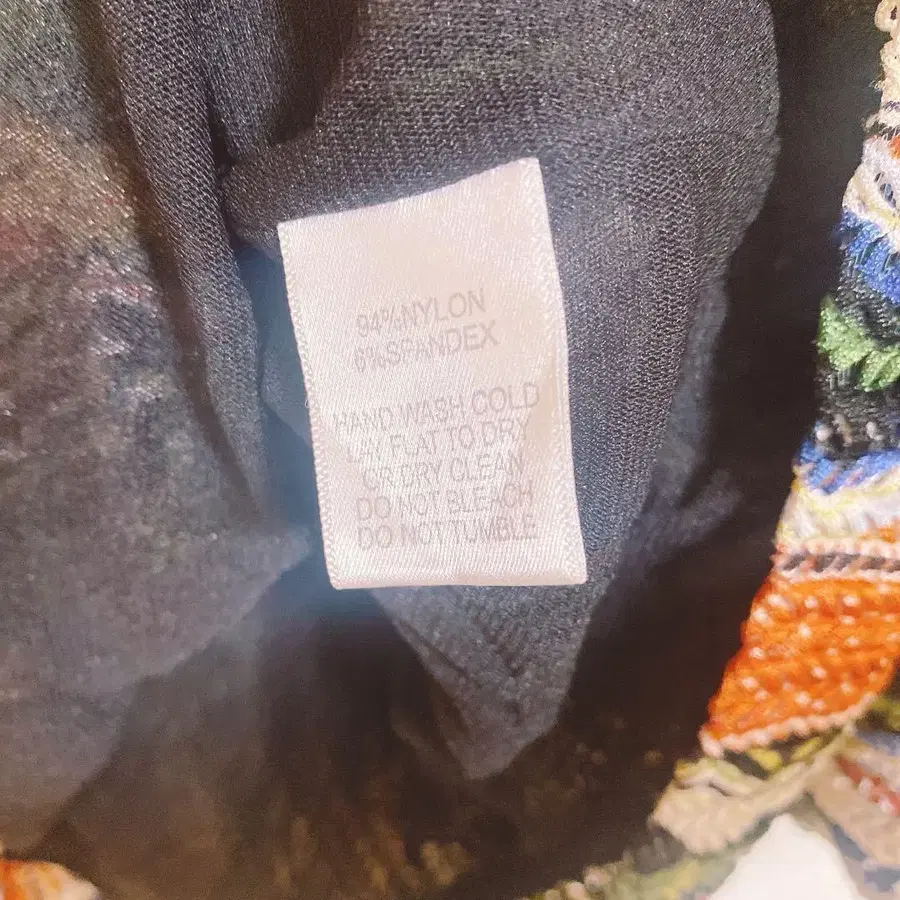 94%NYLON
6%SPANDEX
HAND WASH COLD
LAY FLAT TO DRY
OR DRY CLEAN
DO NOT BLEACH
DO NOT TUMBLE